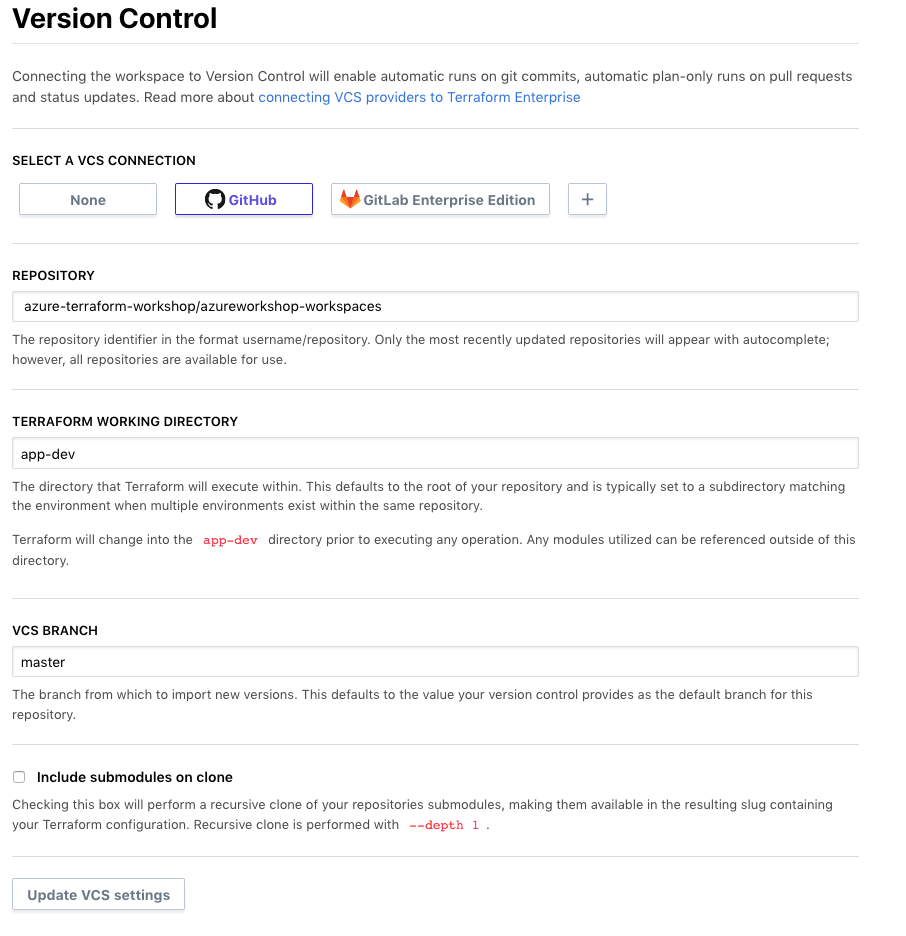 Version Control
Connecting the workspace to Version Control will enable automatic runs on git commits, automatic plan-only runs on pull requests
and status updates. Read more about connecting VCS providers to Terraform Enterprise
SELECT A VCS CONNECTION
None
GitHub
GitLab Enterprise Edition
+
REPOSITORY
azure-terraform-workshop/azureworkshop-workspaces
The repository identifier in the format username/repository. Only the most recently updated repositories will appear with autocomplete;
however, all repositories are available for use.
TERRAFORM WORKING DIRECTORY
app-dev
The directory that Terraform will execute within. This defaults to the root of your repository and is typically set to a subdirectory matching
the environment when multiple environments exist within the same repository.
Terraform will change into the app-dev directory prior to executing any operation. Any modules utilized can be referenced outside of this
directory.
VCS BRANCH
master
The branch from which to import new versions. This defaults to the value your version control provides as the default branch for this
repository.
Include submodules on clone
Checking this box will perform a recursive clone of your repositories submodules, making them available in the resulting slug containing
your Terraform configuration. Recursive clone is performed with --depth 1 .
Update VCS settings